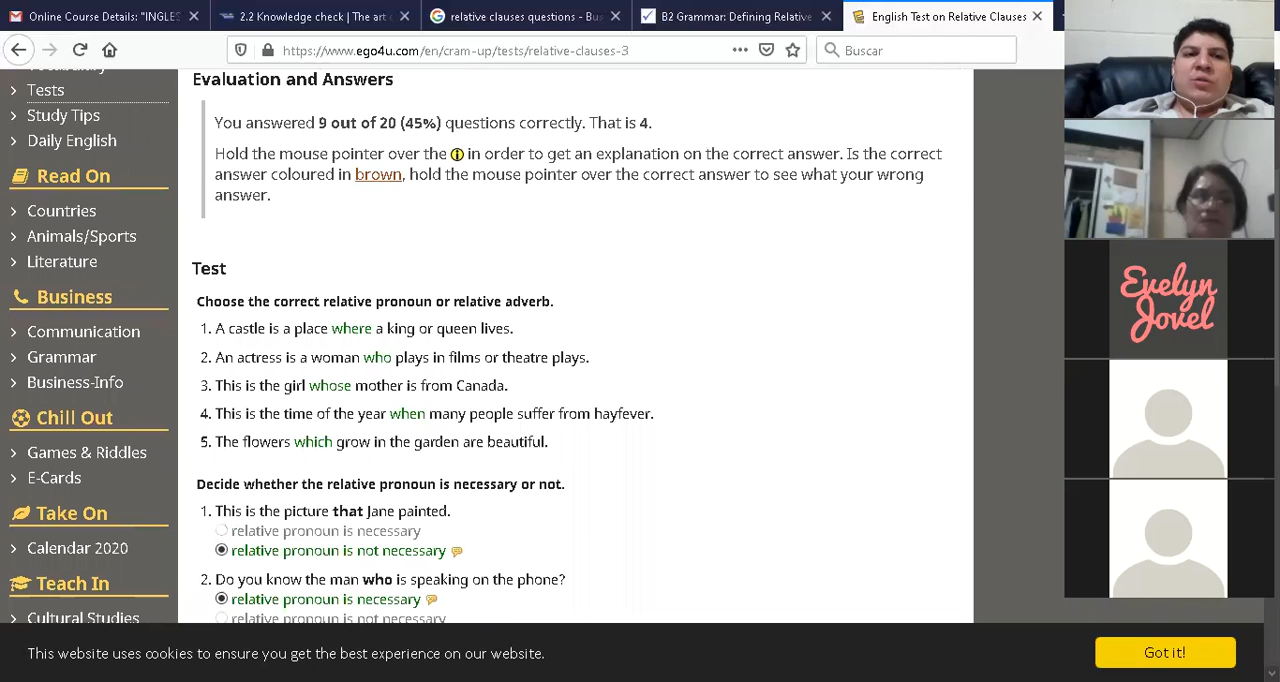 Online Course Details: "INGLES
2.2 Knowledge check | The art
relative clauses questions - Bus
B2 Grammar: Defining Relative
English Test on Relative Clauses
https://www.ego4u.com/en/cram-up/tests/relative-clauses-3
Buscar
Vocabulary
Tests
Study Tips
Daily English
Read On
Countries
Animals/Sports
Literature
Business
Communication
Grammar
Business-Info
Chill Out
Games & Riddles
E-Cards
Take On
Calendar 2020
Teach In
Cultural Studies
Evaluation and Answers
You answered 9 out of 20 (45%) questions correctly. That is 4.
Hold the mouse pointer over the i in order to get an explanation on the correct answer. Is the correct
answer coloured in brown, hold the mouse pointer over the correct answer to see what your wrong
answer.
Test
Choose the correct relative pronoun or relative adverb.
1. A castle is a place where a king or queen lives.
2. An actress is a woman who plays in films or theatre plays.
3. This is the girl whose mother is from Canada.
4. This is the time of the year when many people suffer from hayfever.
5. The flowers which grow in the garden are beautiful.
Decide whether the relative pronoun is necessary or not.
1. This is the picture that Jane painted.
relative pronoun is necessary
relative pronoun is not necessary
2. Do you know the man who is speaking on the phone?
relative pronoun is necessary
relative pronoun is not necessary
Evelyn
Jovel
This website uses cookies to ensure you get the best experience on our website.
Got it!